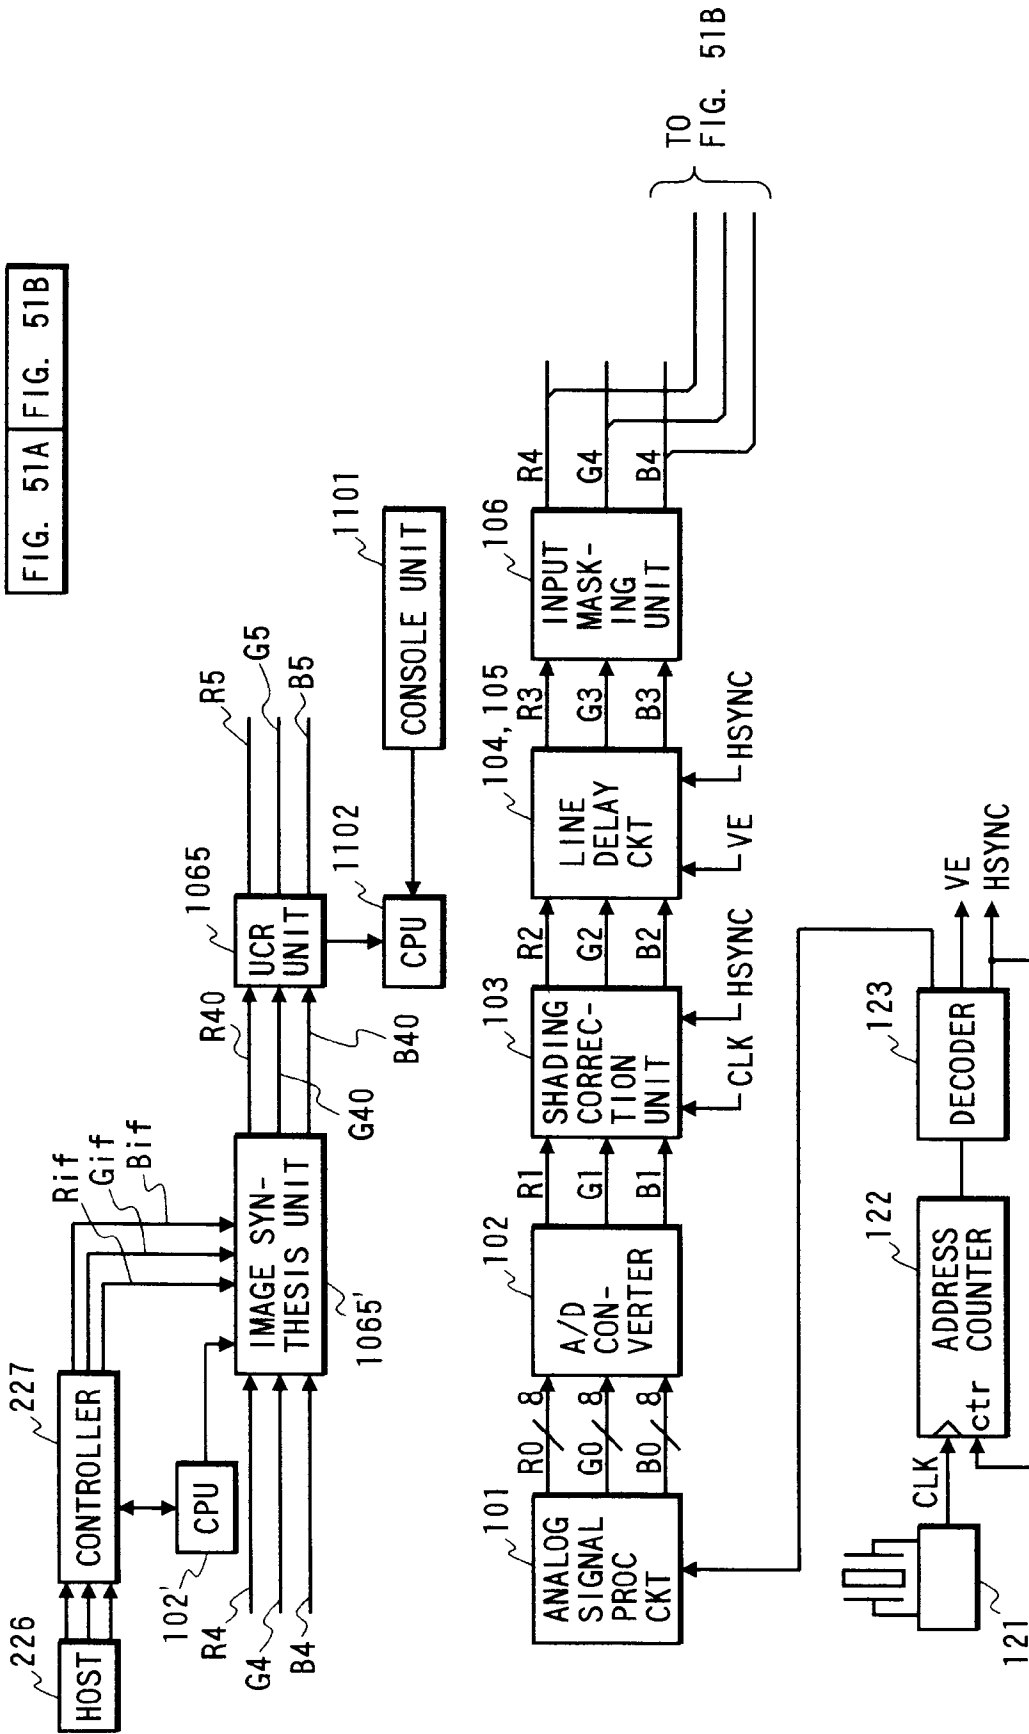 FIG. 51A
FIG. 51B
226
HOST
227
CONTROLLER
102'
CPU
Rif
Gif
Bif
R4
G4
B4
IMAGE SYN-
THESIS UNIT
1065'
R40
G40
B40
1065
UCR
UNIT
R5
G5
B5
1102
CPU
1101
CONSOLE UNIT
101
ANALOG
SIGNAL
PROC
CKT
R0
8
G0
8
B0
8
102
A/D
CON-
VERTER
R1
G1
B1
103
SHADING
CORREC-
TION
UNIT
CLK
HSYNC
R2
G2
B2
104, 105
LINE
DELAY
CKT
VE
HSYNC
R3
G3
B3
106
INPUT
MASK-
ING
UNIT
R4
G4
B4
TO
FIG. 51B
121
CLK
122
ADDRESS
COUNTER
ctr
123
DECODER
VE
HSYNC